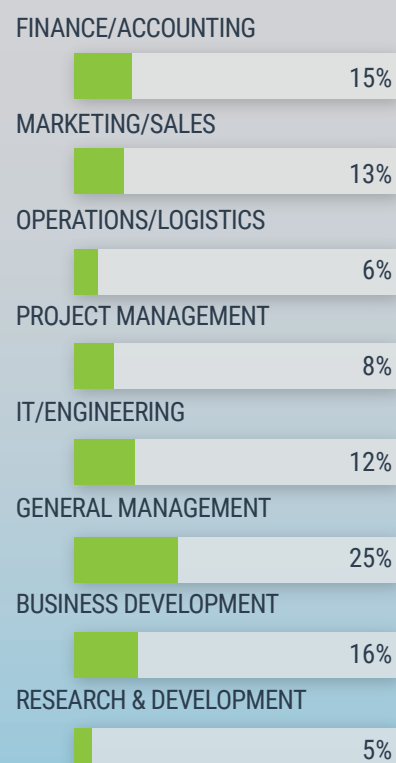 FINANCE/ACCOUNTING
15%
MARKETING/SALES
13%
OPERATIONS/LOGISTICS
6%
PROJECT MANAGEMENT
8%
IT/ENGINEERING
12%
GENERAL MANAGEMENT
25%
BUSINESS DEVELOPMENT
16%
RESEARCH & DEVELOPMENT
5%